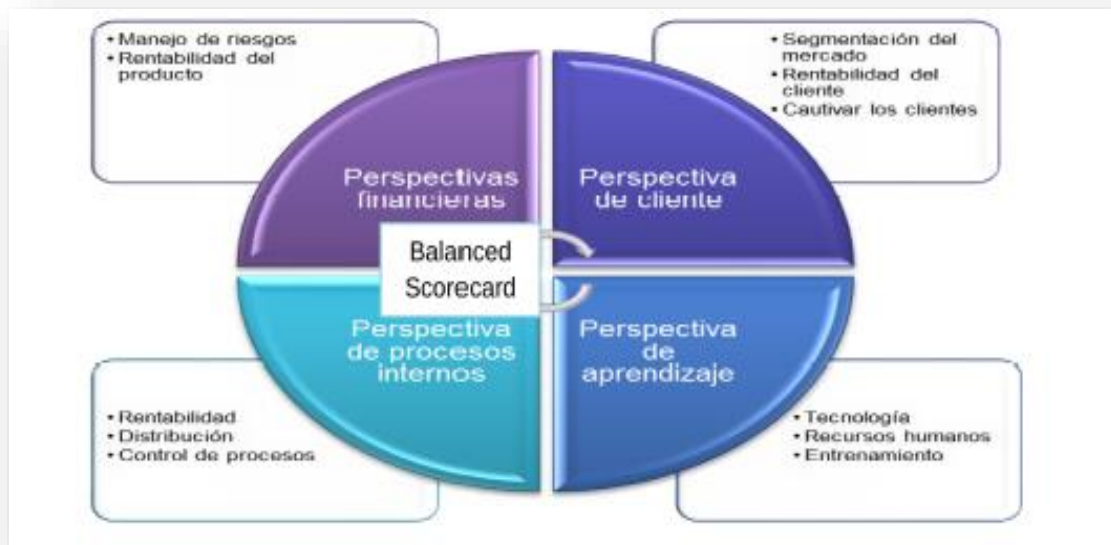 • Manejo de riesgos
• Rentabilidad del
producto
• Segmentación del
mercado
• Rentabilidad del
cliente
• Cautivar los clientes
Perspectivas
financieras
Perspectiva
de cliente
Balanced
Scorecard
Perspectiva
de procesos
internos
Perspectiva
de
aprendizaje
• Rentabilidad
• Distribución
• Control de procesos
• Tecnología
• Recursos humanos
• Entrenamiento